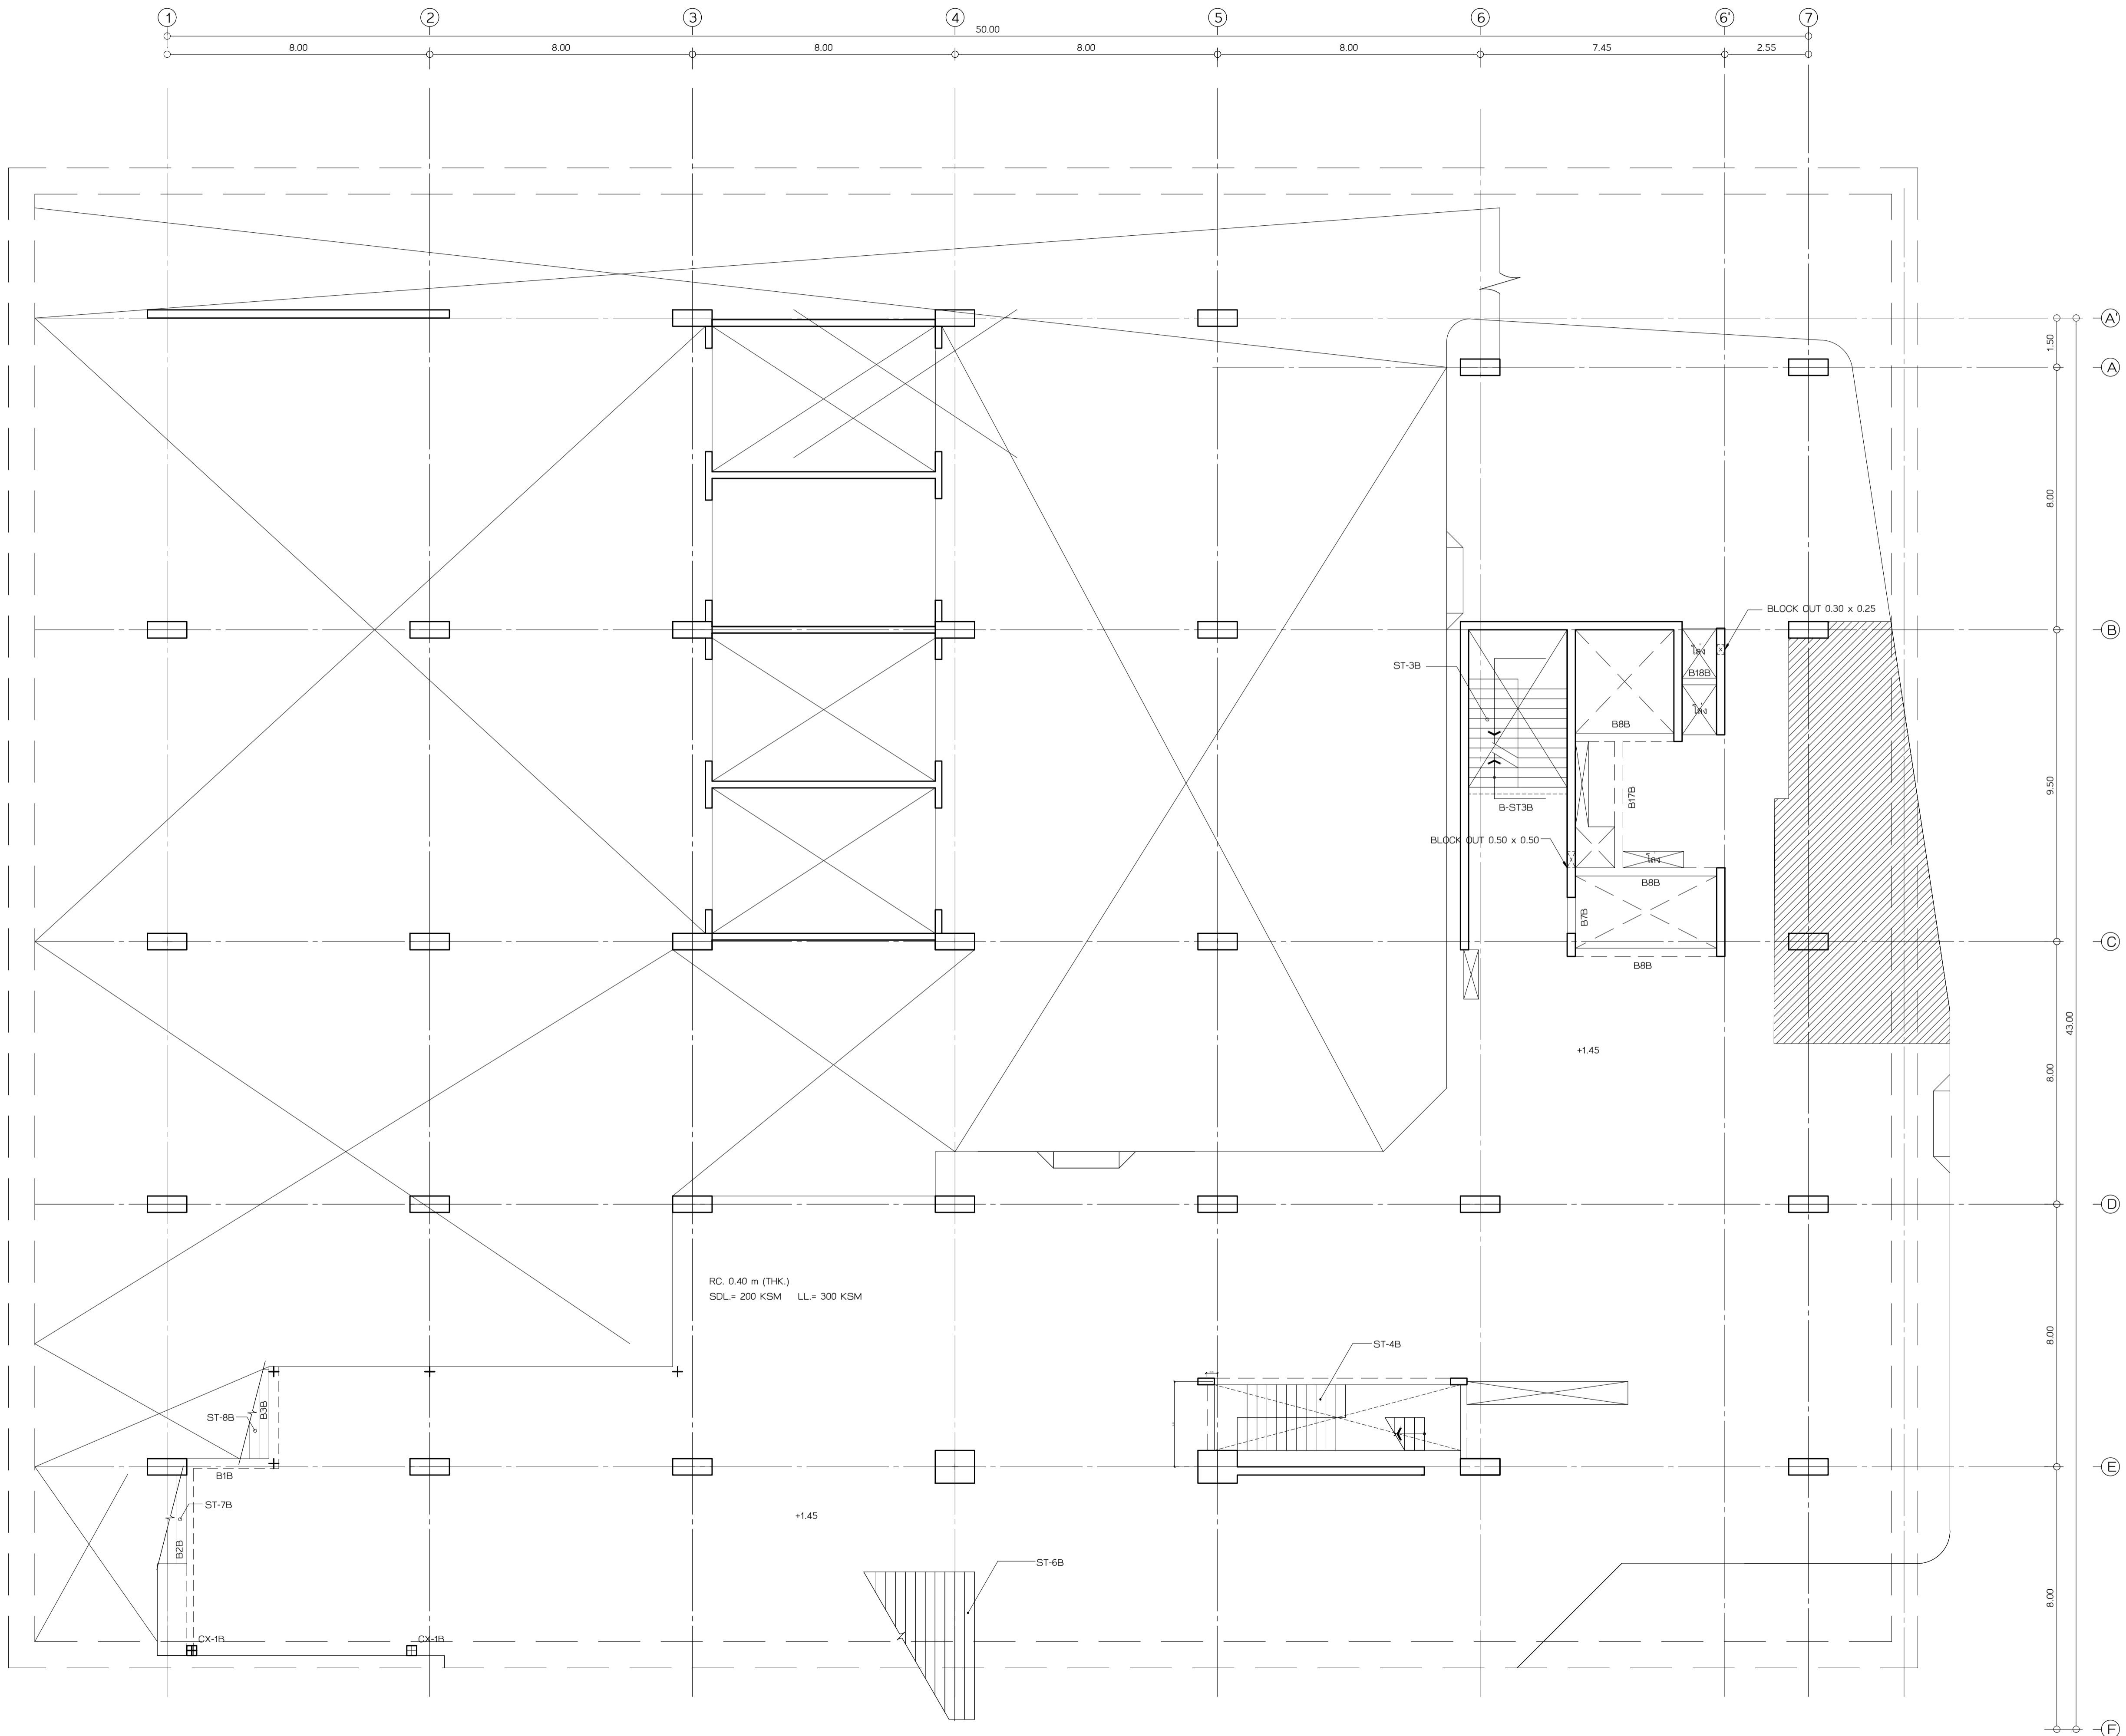 1 2 3 4 5 6 6' 7
50.00
8.00 8.00 8.00 8.00 8.00 7.45 2.55
A'
1.50
A
8.00
BLOCK OUT 0.30 x 0.25
B
ST-3B
B18B
B8B
9.50
B17B
B-ST3B
BLOCK OUT 0.50 x 0.50
B8B
B7B
C
B8B
43.00
+1.45
8.00
D
RC. 0.40 m (THK.)
SDL.= 200 KSM LL.= 300 KSM
8.00
ST-4B
B3B
ST-8B
E
B1B
ST-7B
+1.45
B2B
ST-6B
8.00
CX-1B CX-1B
F